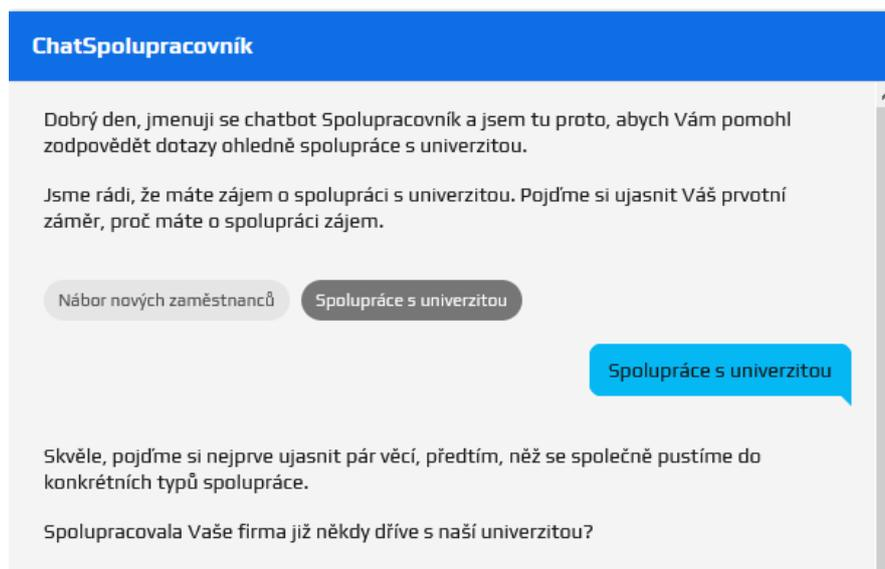 ChatSpolupracovník
Dobrý den, jmenuji se chatbot Spolupracovník a jsem tu proto, abych Vám pomohl
zodpovědět dotazy ohledně spolupráce s univerzitou.
Jsme rádi, že máte zájem o spolupráci s univerzitou. Pojďme si ujasnit Váš prvotní
záměr, proč máte o spolupráci zájem.
Nábor nových zaměstnanců
Spolupráce s univerzitou
Spolupráce s univerzitou
Skvěle, pojďme si nejprve ujasnit pár věcí, předtím, něž se společně pustíme do
konkrétních typů spolupráce.
Spolupracovala Vaše firma již někdy dříve s naší univerzitou?